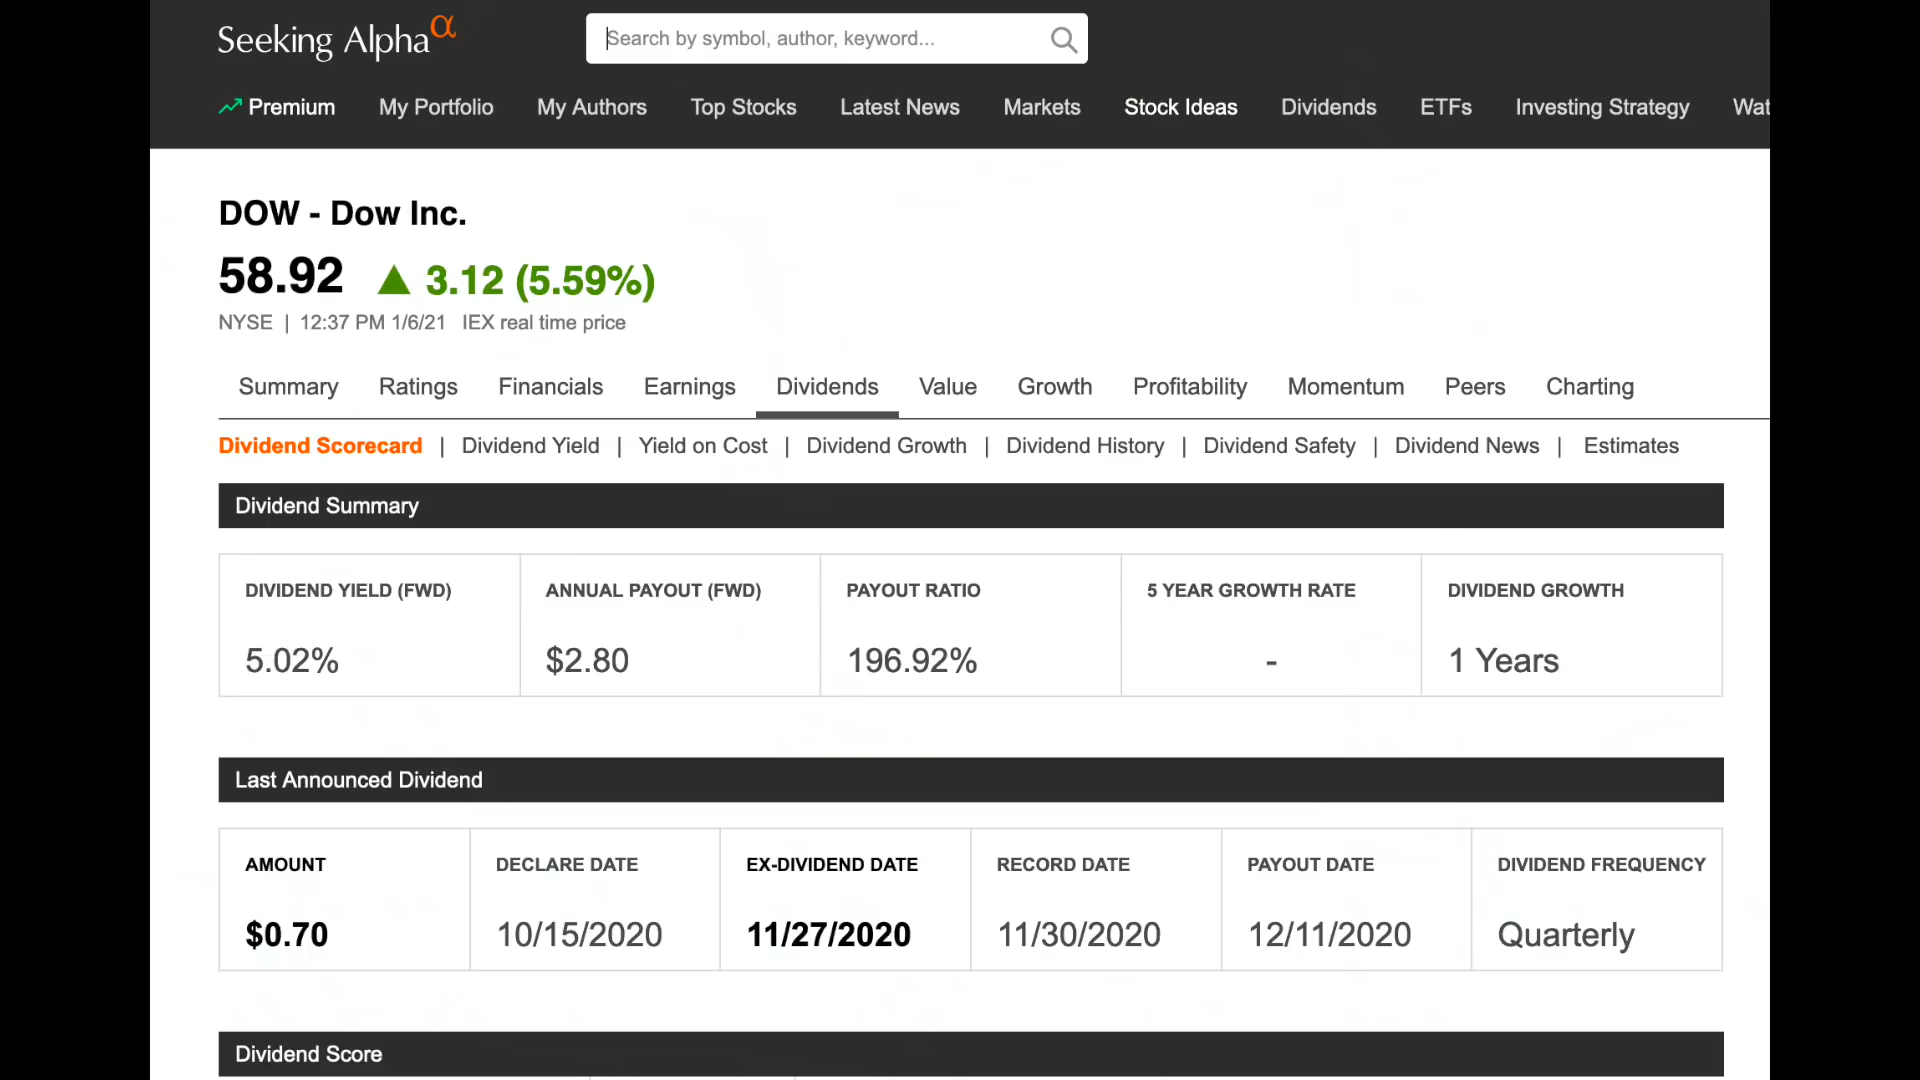 Seeking Alpha α
Search by symbol, author, keyword...
Premium My Portfolio My Authors Top Stocks Latest News Markets Stock Ideas Dividends ETFs Investing Strategy Wat
DOW - Dow Inc.
58.92 ▲ 3.12 (5.59%)
NYSE | 12:37 PM 1/6/21 IEX real time price
Summary Ratings Financials Earnings Dividends Value Growth Profitability Momentum Peers Charting
Dividend Scorecard | Dividend Yield | Yield on Cost | Dividend Growth | Dividend History | Dividend Safety | Dividend News | Estimates
Dividend Summary
DIVIDEND YIELD (FWD) ANNUAL PAYOUT (FWD) PAYOUT RATIO 5 YEAR GROWTH RATE DIVIDEND GROWTH
5.02% $2.80 196.92% - 1 Years
Last Announced Dividend
AMOUNT DECLARE DATE EX-DIVIDEND DATE RECORD DATE PAYOUT DATE DIVIDEND FREQUENCY
$0.70 10/15/2020 11/27/2020 11/30/2020 12/11/2020 Quarterly
Dividend Score